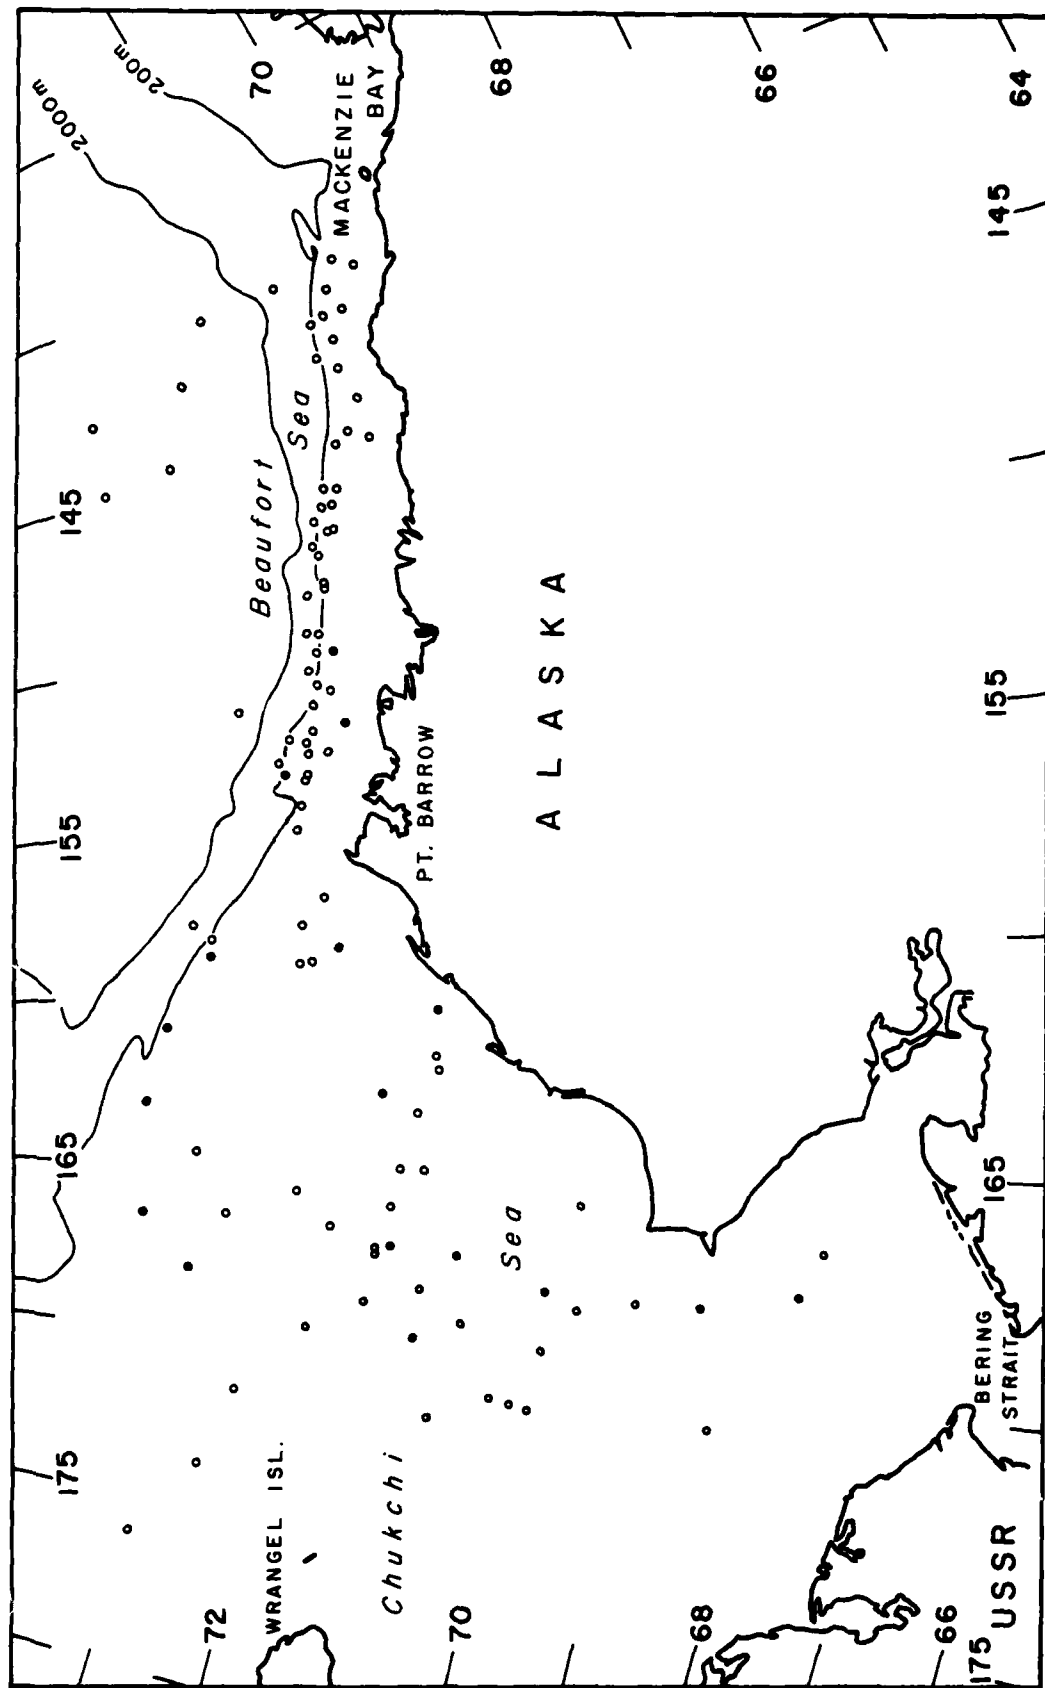 2000m
200m
70
68
66
64
MACKENZIE
BAY
145
Beaufort
Sea
145
155
PT. BARROW
ALASKA
155
165
165
Chukchi
Sea
175
WRANGEL ISL.
72
70
68
66
175
USSR
BERING
STRAIT